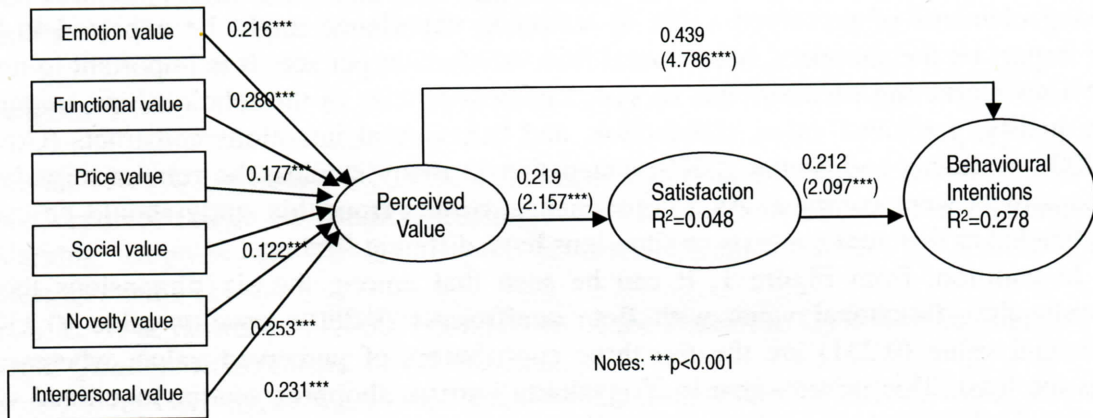 Emotion value
0.216***
Functional value
0.280***
Price value
0.177***
Social value
0.122***
Novelty value
0.253***
Interpersonal value
0.231***
Perceived
Value
0.219
(2.157***)
Satisfaction
R²=0.048
0.439
(4.786***)
0.212
(2.097***)
Behavioural
Intentions
R²=0.278
Notes: ***p<0.001